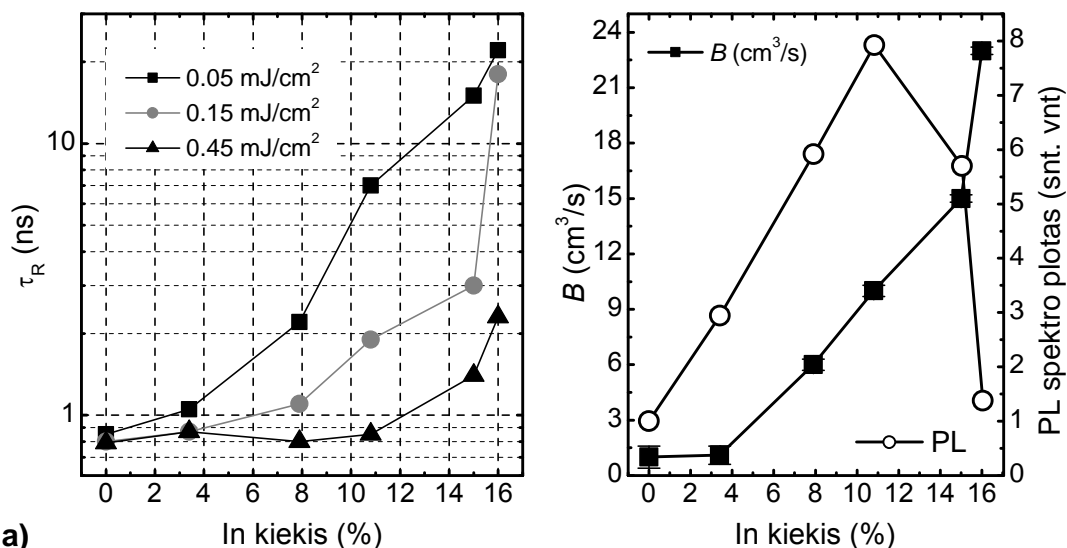 10
1
τR (ns)
0.05 mJ/cm²
0.15 mJ/cm²
0.45 mJ/cm²
0 2 4 6 8 10 12 14 16
In kiekis (%)
a)
24
21
18
15
12
9
6
3
0
B (cm³/s)
B (cm³/s)
PL
0 2 4 6 8 10 12 14 16
In kiekis (%)
8
7
6
5
4
3
2
1
0
PL spektro plotas (snt. vnt)